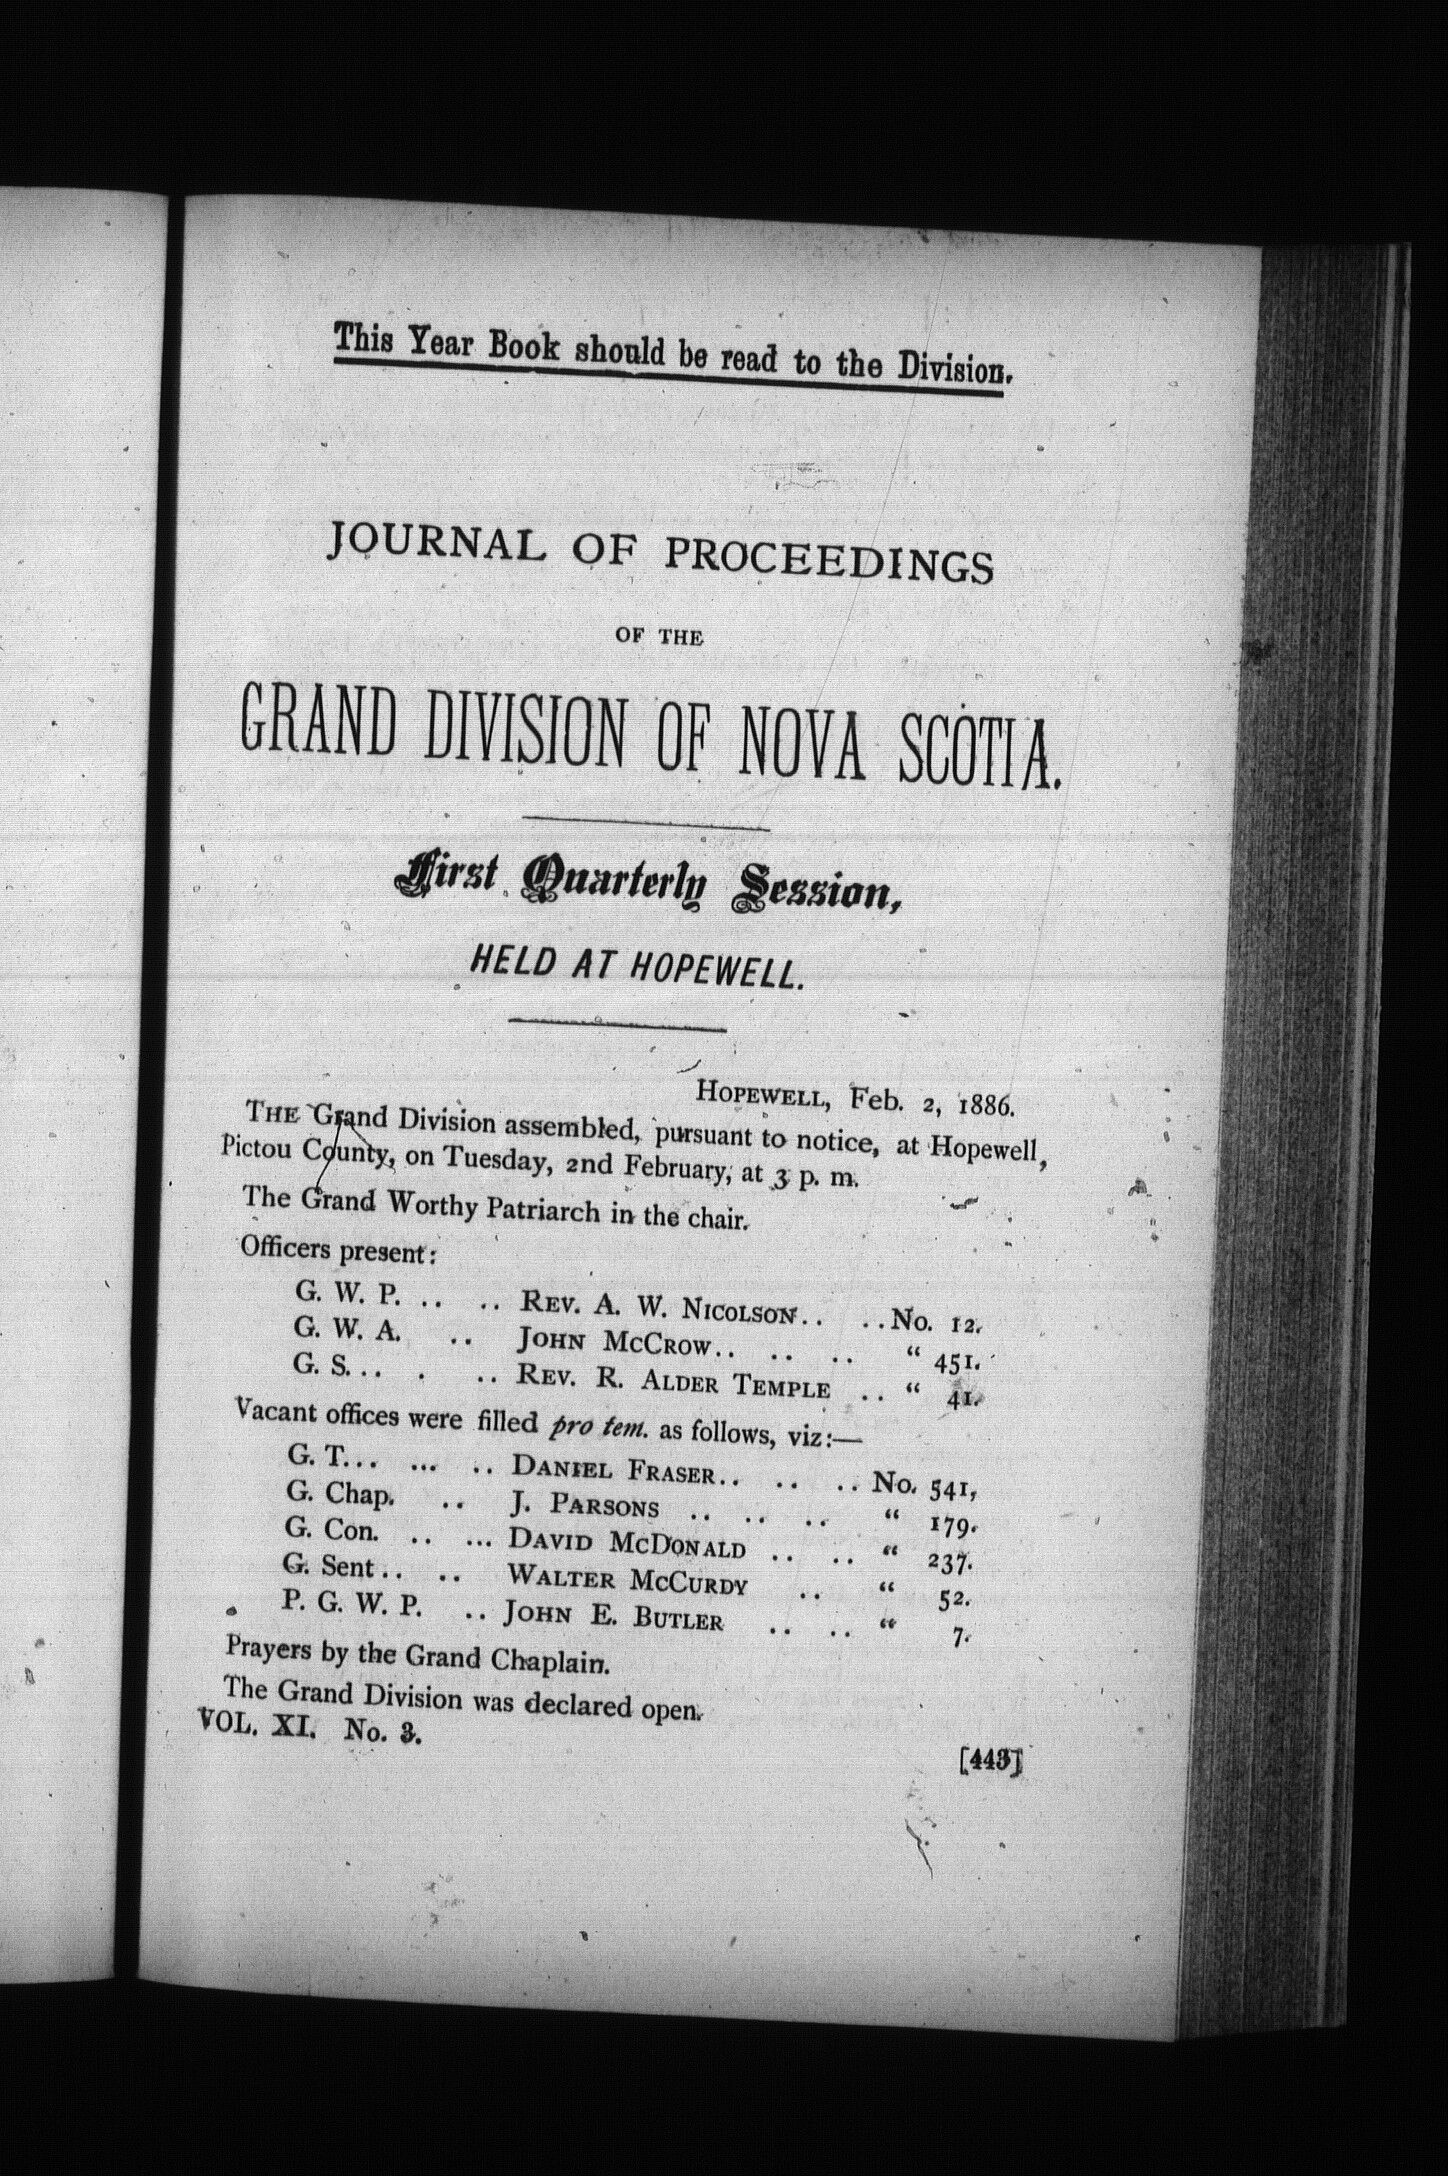 This Year Book should be read to the Division.
JOURNAL OF PROCEEDINGS
OF THE
GRAND DIVISION OF NOVA SCOTIA.
First Quarterly Session,
HELD AT HOPEWELL.
HOPEWELL, Feb. 2, 1886.
THE Grand Division assembled, pursuant to notice, at Hopewell,
Pictou County, on Tuesday, 2nd February, at 3 p. m.
The Grand Worthy Patriarch in the chair.
Officers present:
G. W. P. .. .. REV. A. W. NICOLSON.. .. No. 12.
G. W. A. .. JOHN MCCROW.. .. .. " 451.
G. S... . .. REV. R. ALDER TEMPLE .. " 41.
Vacant offices were filled pro tem. as follows, viz:—
G. T... ... .. DANIEL FRASER.. .. .. No. 541,
G. Chap. .. J. PARSONS .. .. .. " 179.
G. Con. .. ... DAVID MCDONALD .. .. " 237.
G. Sent.. .. WALTER MCCURDY .. " 52.
P. G. W. P. .. JOHN E. BUTLER .. .. " 7.
Prayers by the Grand Chaplain.
The Grand Division was declared open.
VOL. XI. No. 3.
[443]